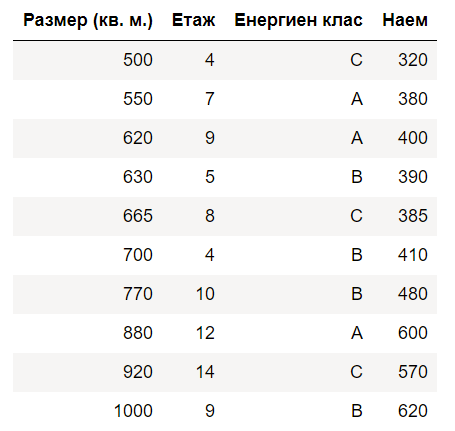 Размер (кв. м.) Етаж Енергиен клас Наем
500 4 C 320
550 7 A 380
620 9 A 400
630 5 B 390
665 8 C 385
700 4 B 410
770 10 B 480
880 12 A 600
920 14 C 570
1000 9 B 620